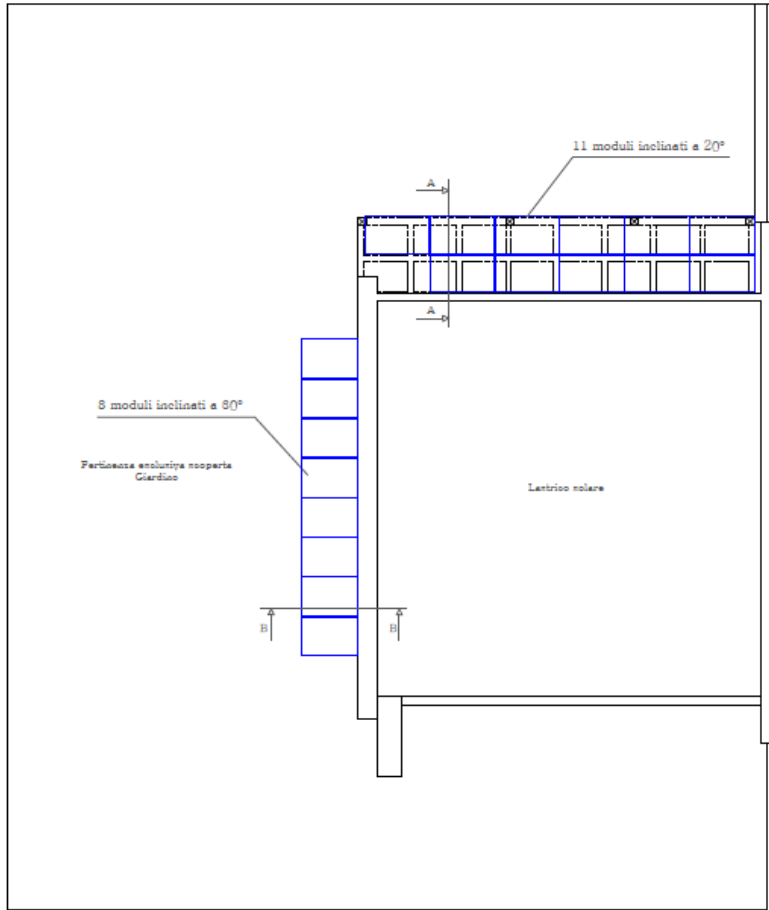 11 moduli inclinati a 20°
A
A
8 moduli inclinati a 60°
Pertinenza esclusiva scoperta
Giardino
Lastrico solare
B
B